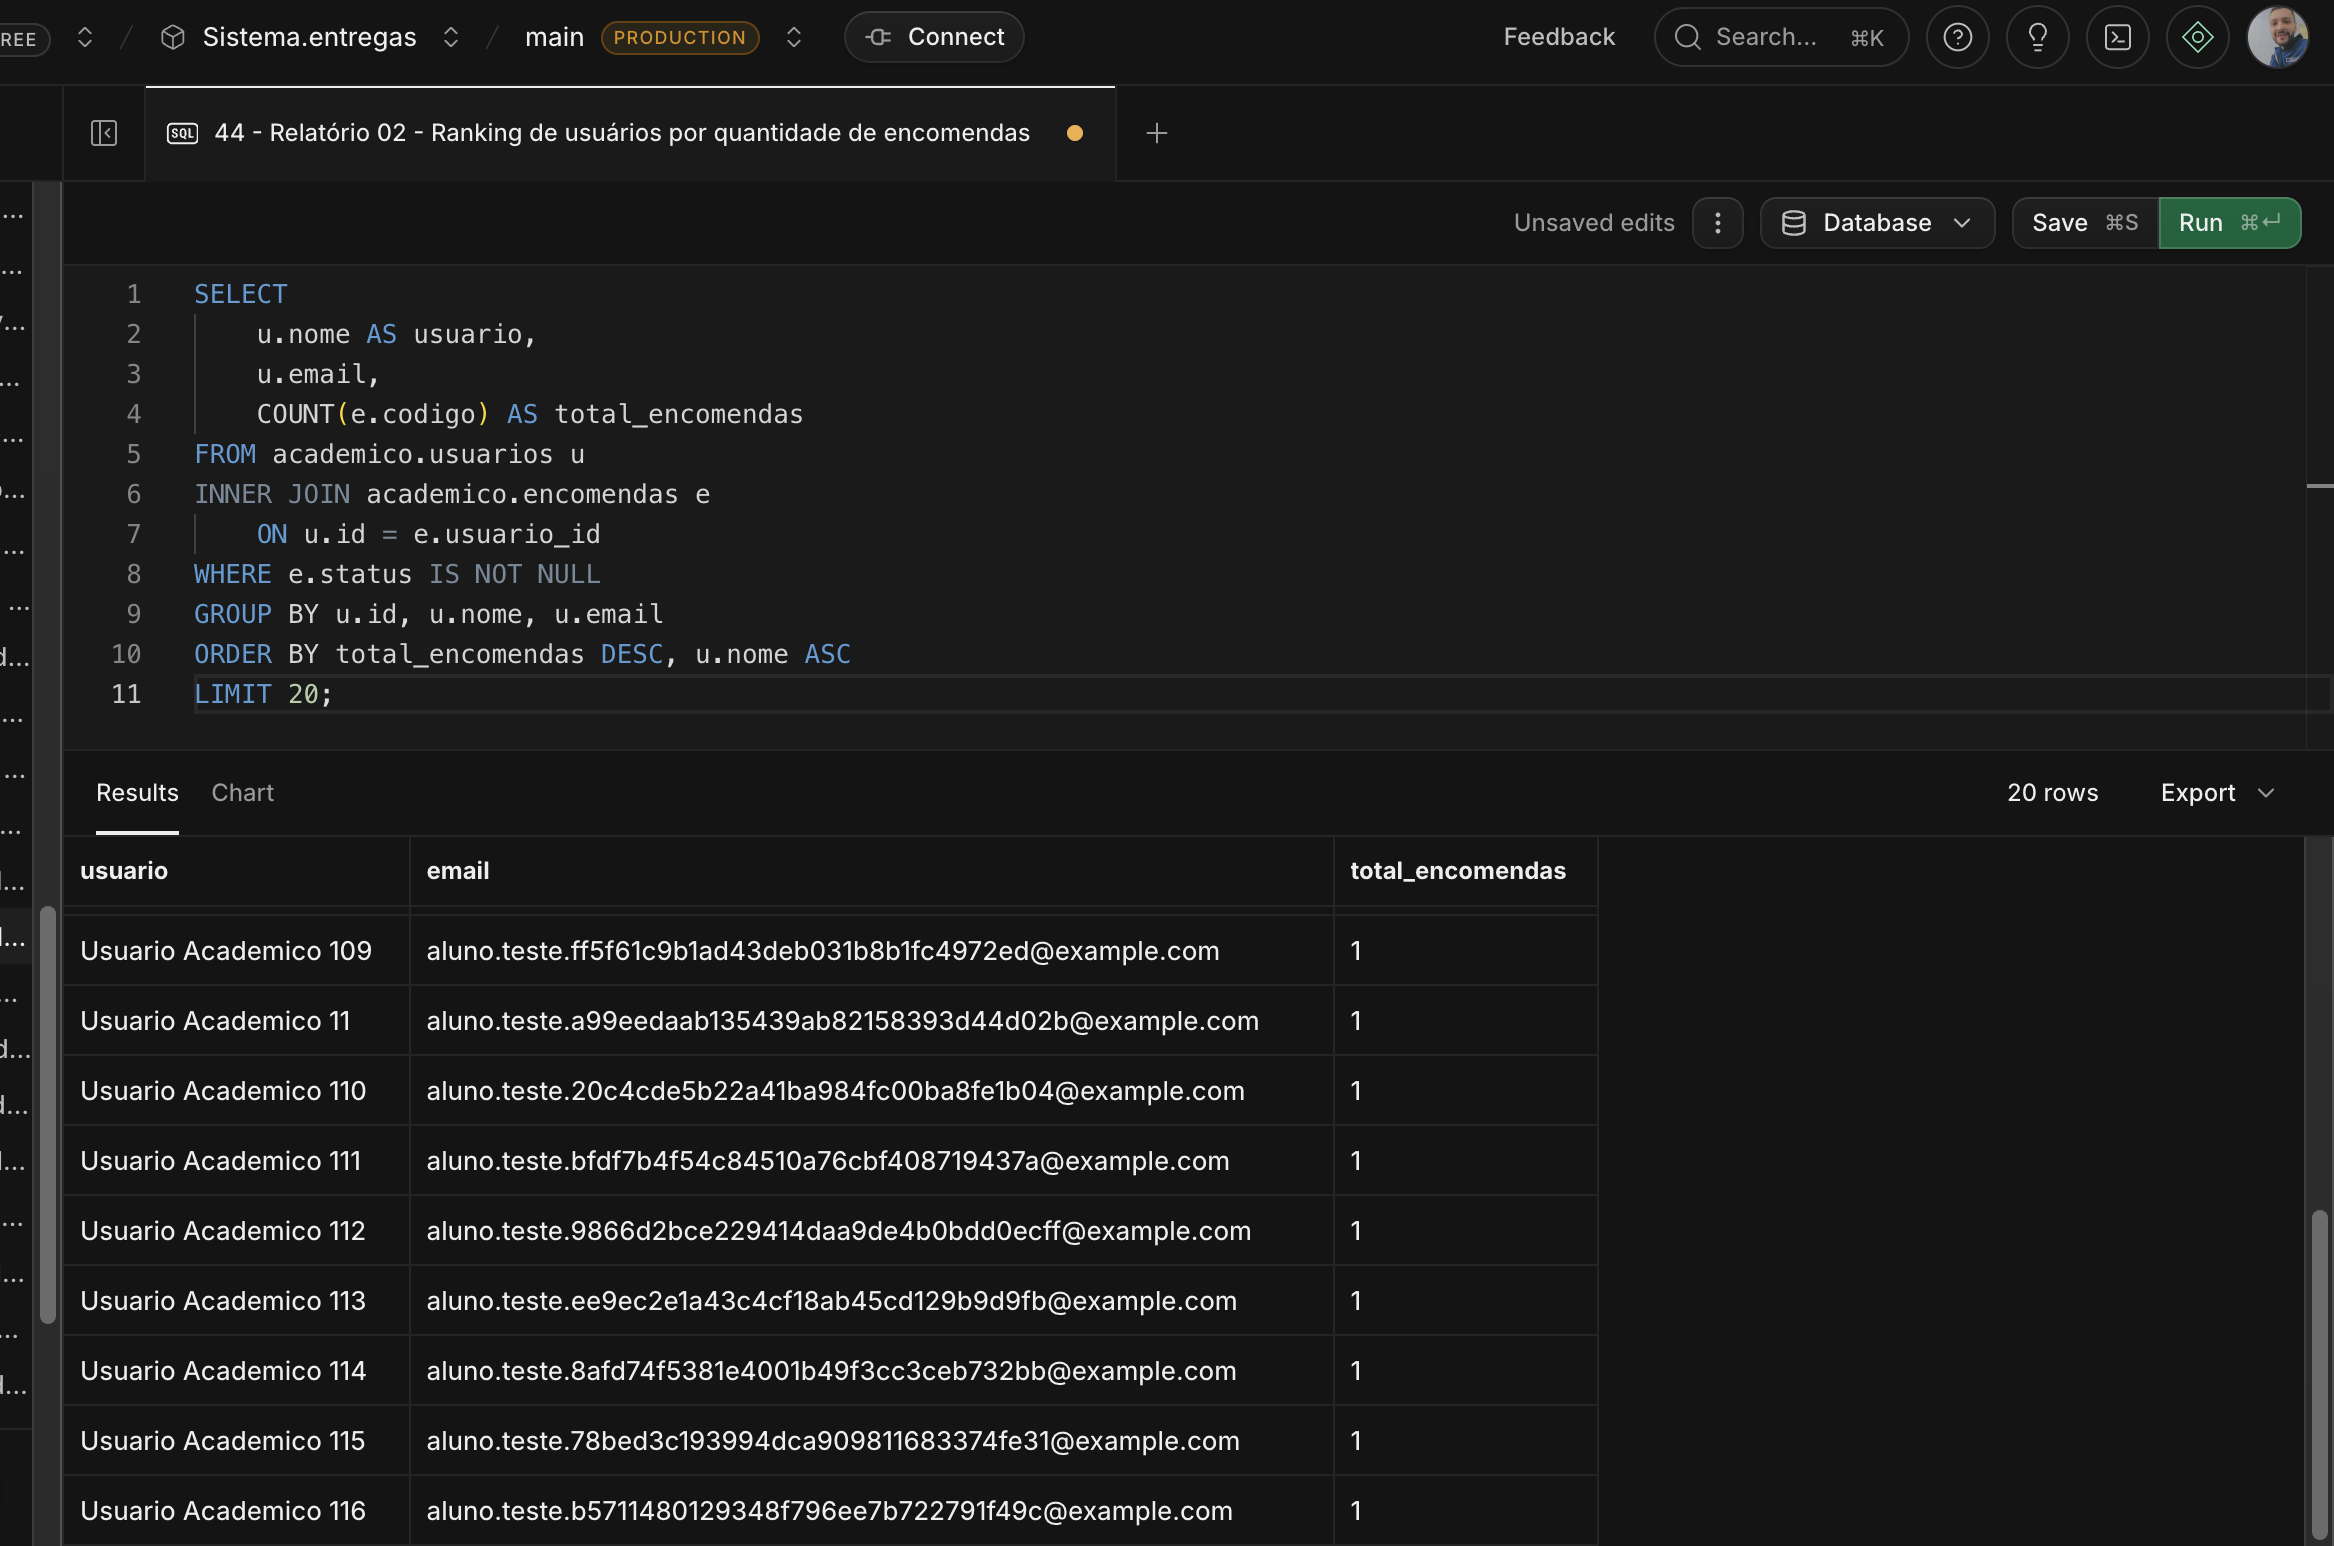 REE / Sistema.entregas / main PRODUCTION Connect Feedback Search... ⌘K
SQL 44 - Relatório 02 - Ranking de usuários por quantidade de encomendas
Unsaved edits Database Save ⌘S Run ⌘↵
1 SELECT
2 u.nome AS usuario,
3 u.email,
4 COUNT(e.codigo) AS total_encomendas
5 FROM academico.usuarios u
6 INNER JOIN academico.encomendas e
7 ON u.id = e.usuario_id
8 WHERE e.status IS NOT NULL
9 GROUP BY u.id, u.nome, u.email
10 ORDER BY total_encomendas DESC, u.nome ASC
11 LIMIT 20;
Results Chart 20 rows Export
usuario email total_encomendas
Usuario Academico 109 aluno.teste.ff5f61c9b1ad43deb031b8b1fc4972ed@example.com 1
Usuario Academico 11 aluno.teste.a99eedaab135439ab82158393d44d02b@example.com 1
Usuario Academico 110 aluno.teste.20c4cde5b22a41ba984fc00ba8fe1b04@example.com 1
Usuario Academico 111 aluno.teste.bfdf7b4f54c84510a76cbf408719437a@example.com 1
Usuario Academico 112 aluno.teste.9866d2bce229414daa9de4b0bdd0ecff@example.com 1
Usuario Academico 113 aluno.teste.ee9ec2e1a43c4cf18ab45cd129b9d9fb@example.com 1
Usuario Academico 114 aluno.teste.8afd74f5381e4001b49f3cc3ceb732bb@example.com 1
Usuario Academico 115 aluno.teste.78bed3c193994dca909811683374fe31@example.com 1
Usuario Academico 116 aluno.teste.b5711480129348f796ee7b722791f49c@example.com 1